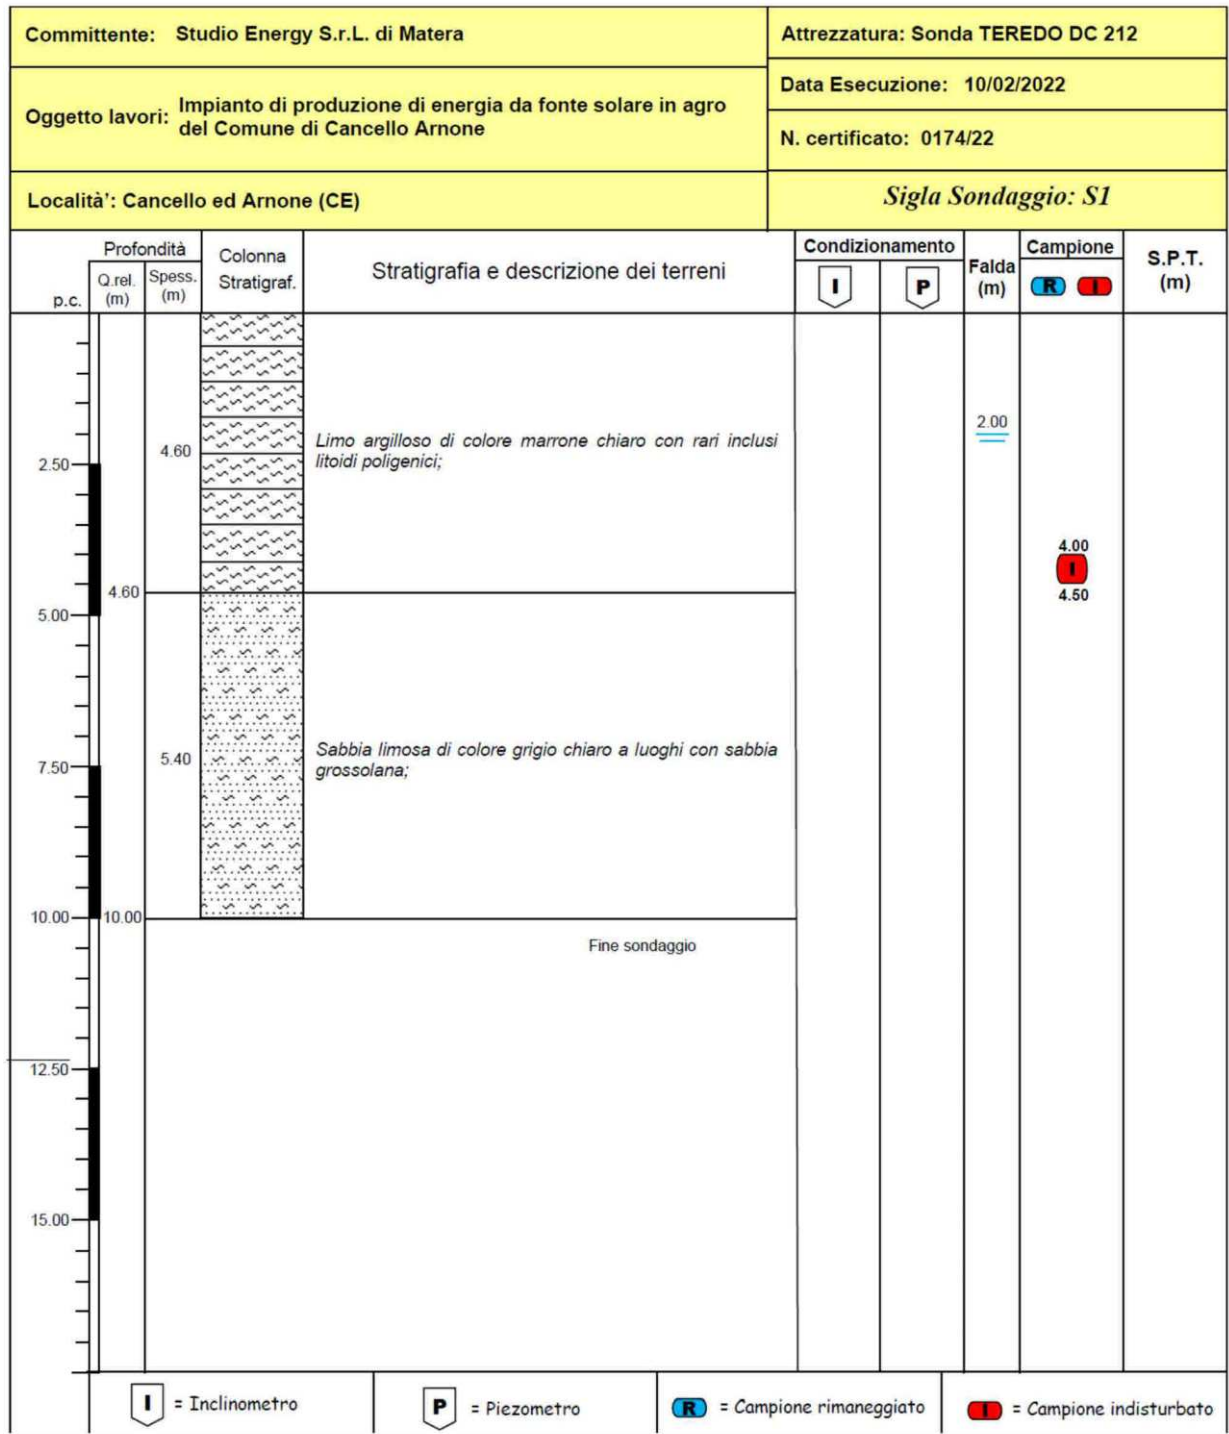 Committente: Studio Energy S.r.L. di Matera
Attrezzatura: Sonda TEREDO DC 212
Data Esecuzione: 10/02/2022
Oggetto lavori: Impianto di produzione di energia da fonte solare in agro
del Comune di Cancello Arnone
N. certificato: 0174/22
Località': Cancello ed Arnone (CE)
Sigla Sondaggio: S1
p.c.
Profondità
Q.rel.
(m)
Spess.
(m)
Colonna
Stratigraf.
Stratigrafia e descrizione dei terreni
Condizionamento
I
P
Falda
(m)
Campione
R I
S.P.T.
(m)
2.00
4.60
Limo argilloso di colore marrone chiaro con rari inclusi
litoidi poligenici;
2.50
4.00
I
4.50
4.60
5.00
5.40
Sabbia limosa di colore grigio chiaro a luoghi con sabbia
grossolana;
7.50
10.00
10.00
Fine sondaggio
12.50
15.00
I = Inclinometro
P = Piezometro
R = Campione rimaneggiato
I = Campione indisturbato